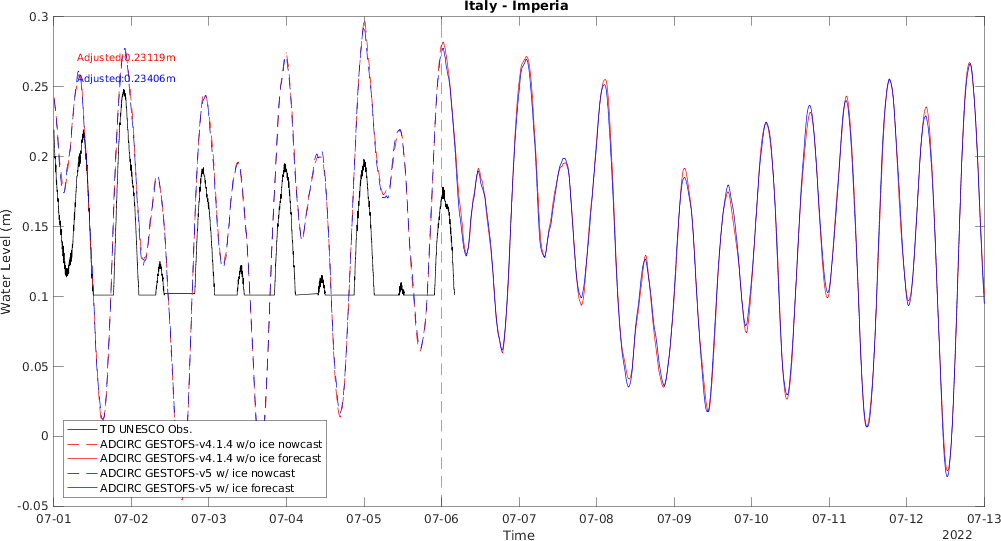 Italy - Imperia
0.3
0.25
0.2
0.15
0.1
0.05
0
-0.05
Water Level (m)
Adjusted:0.23119m
Adjusted:0.23406m
TD UNESCO Obs.
ADCIRC GESTOFS-v4.1.4 w/o ice nowcast
ADCIRC GESTOFS-v4.1.4 w/o ice forecast
ADCIRC GESTOFS-v5 w/ ice nowcast
ADCIRC GESTOFS-v5 w/ ice forecast
07-01 07-02 07-03 07-04 07-05 07-06 07-07 07-08 07-09 07-10 07-11 07-12 07-13
Time
2022